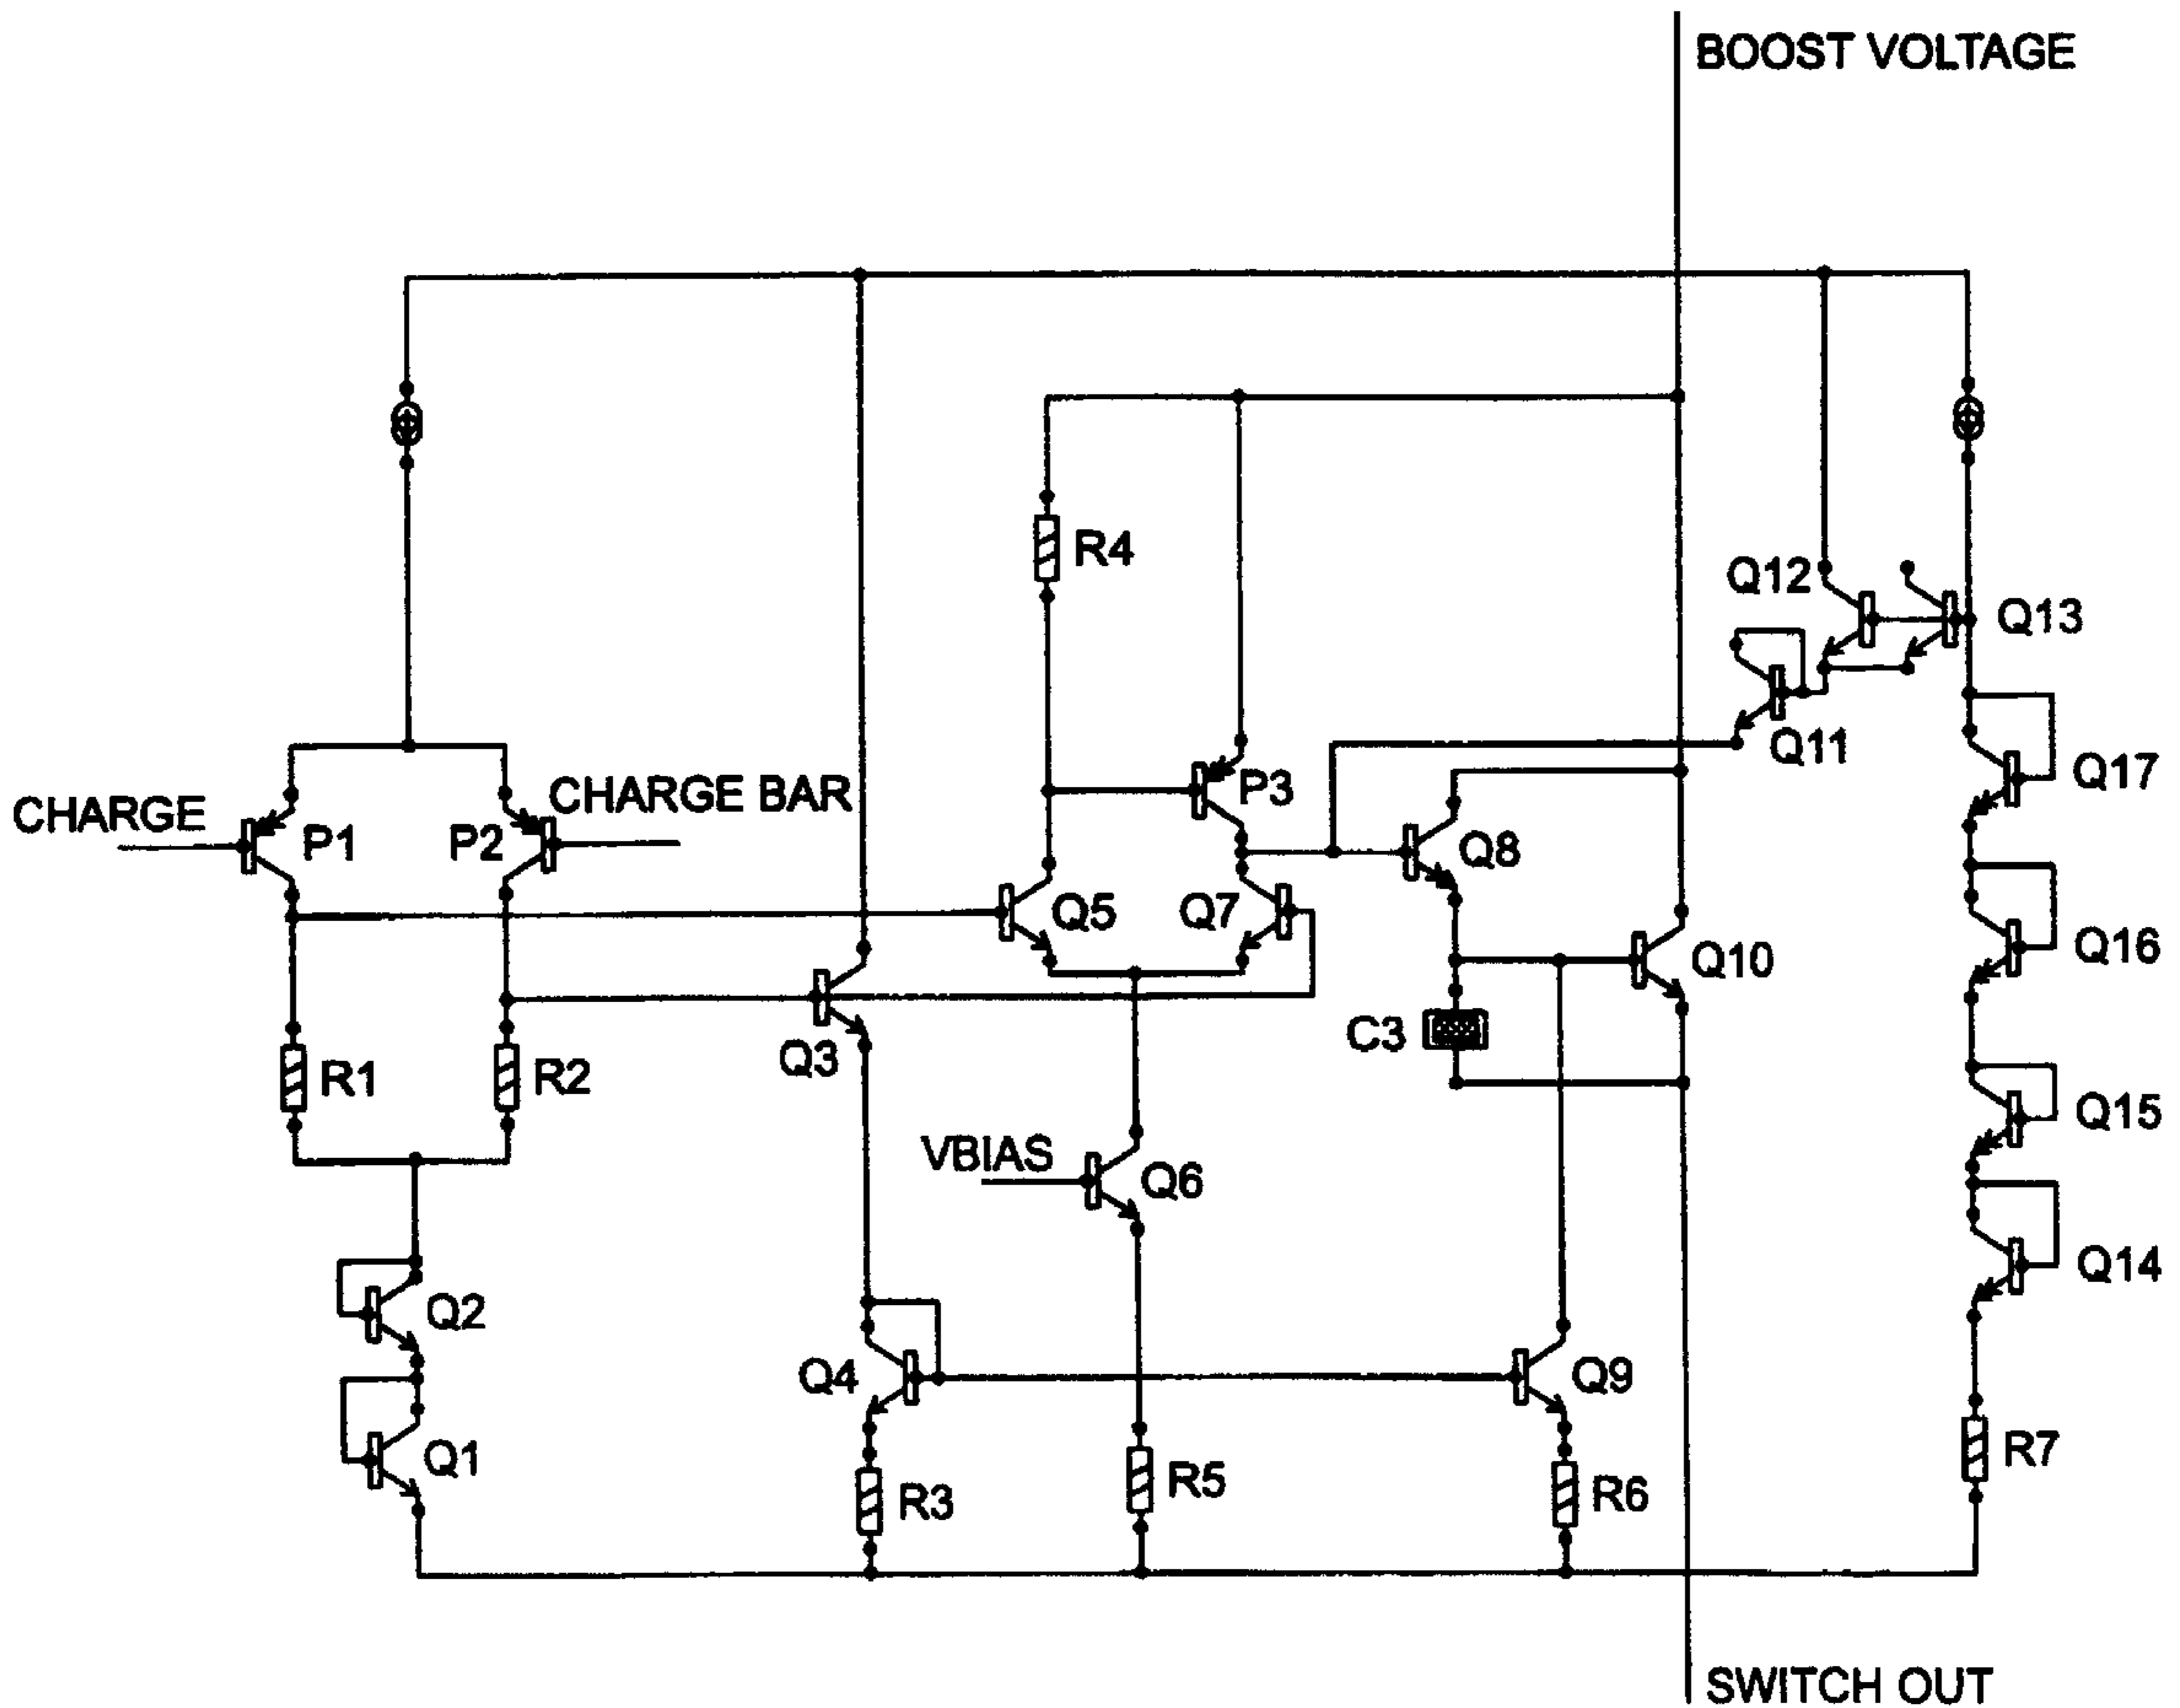 BOOST VOLTAGE
R4
Q12
Q13
Q11
Q17
CHARGE
P1
P2
CHARGE BAR
P3
Q8
Q5
Q7
Q10
Q16
Q3
C3
R1
R2
Q15
VBIAS
Q6
Q14
Q2
Q4
Q9
Q1
R3
R5
R6
R7
SWITCH OUT